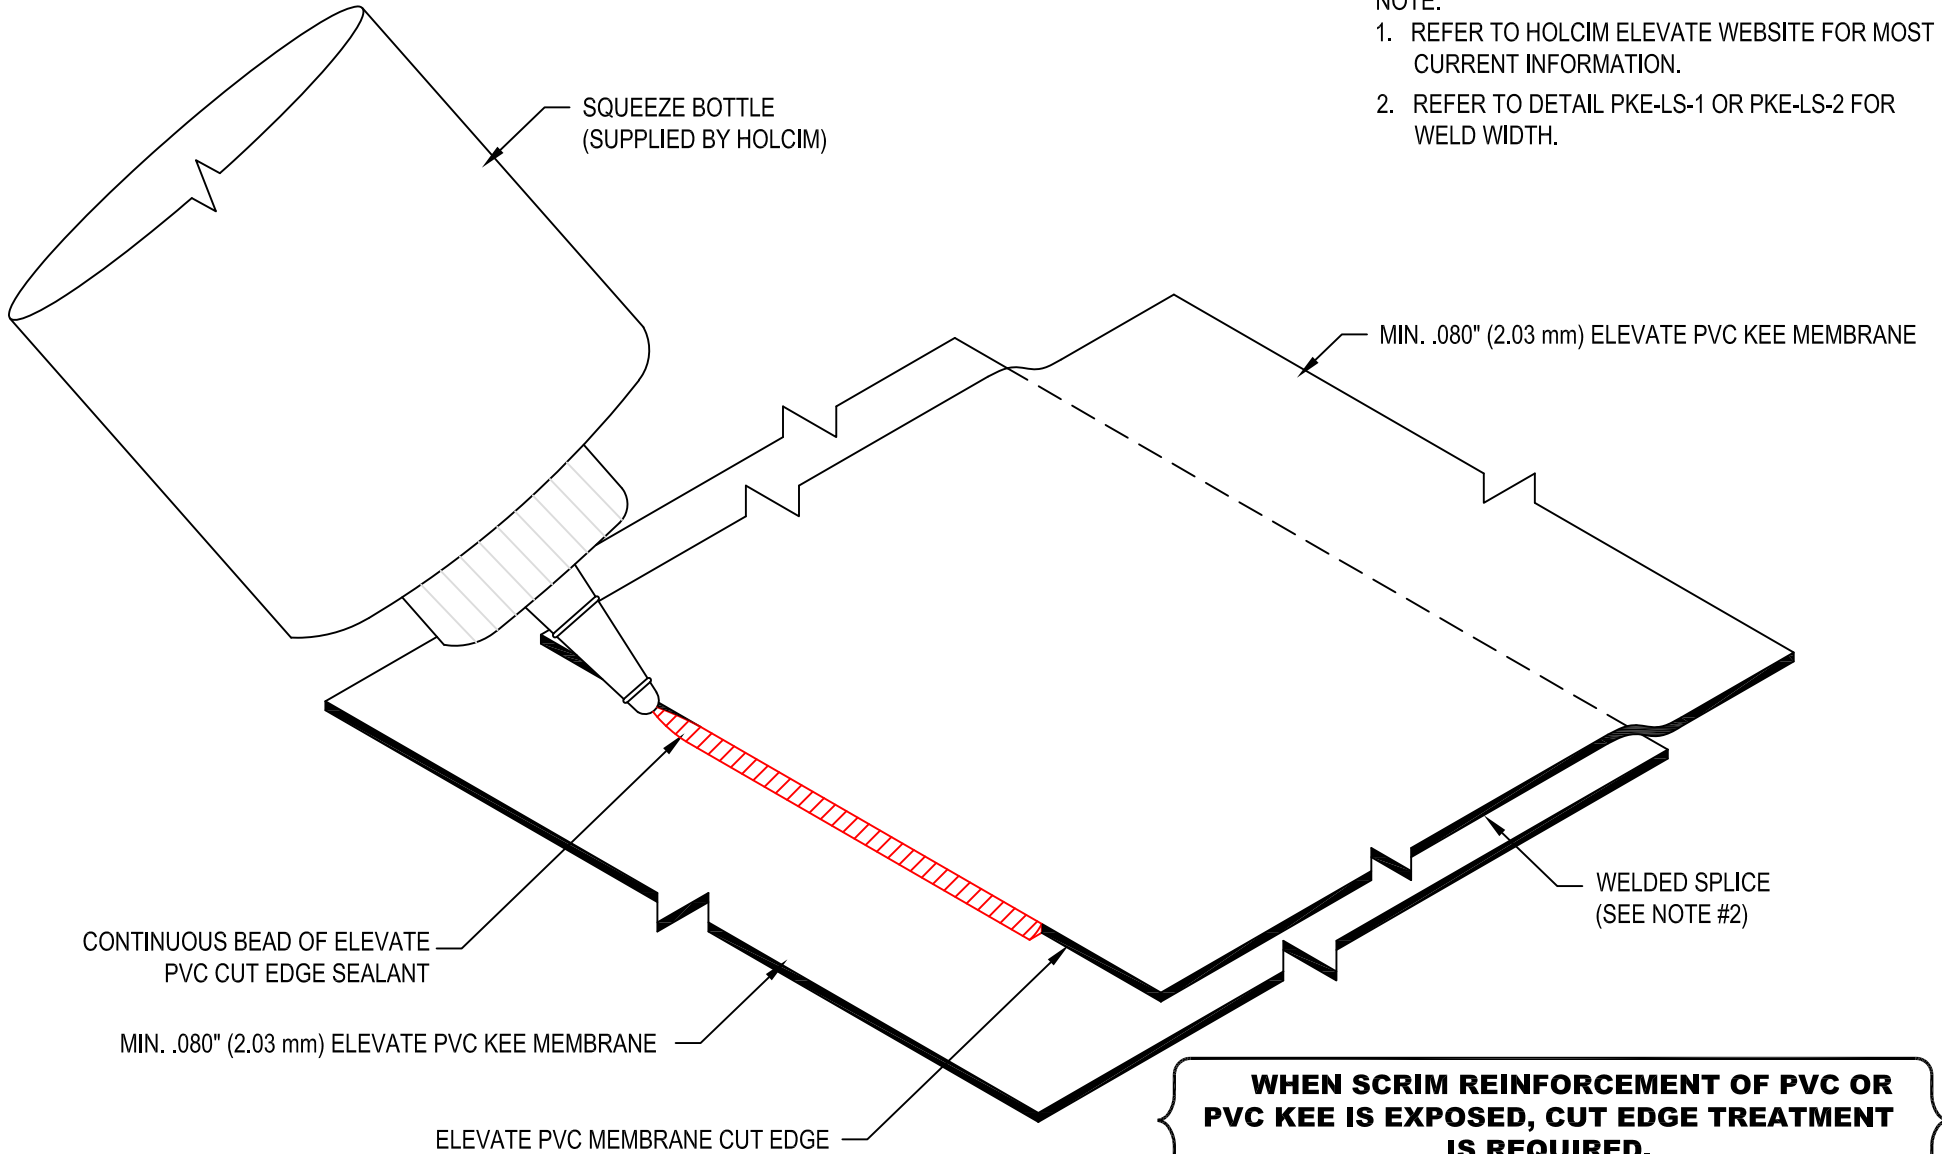 NOTE:
1. REFER TO HOLCIM ELEVATE WEBSITE FOR MOST
CURRENT INFORMATION.
2. REFER TO DETAIL PKE-LS-1 OR PKE-LS-2 FOR
WELD WIDTH.
SQUEEZE BOTTLE
(SUPPLIED BY HOLCIM)
MIN. .080" (2.03 mm) ELEVATE PVC KEE MEMBRANE
WELDED SPLICE
(SEE NOTE #2)
CONTINUOUS BEAD OF ELEVATE
PVC CUT EDGE SEALANT
MIN. .080" (2.03 mm) ELEVATE PVC KEE MEMBRANE
ELEVATE PVC MEMBRANE CUT EDGE
WHEN SCRIM REINFORCEMENT OF PVC OR
PVC KEE IS EXPOSED, CUT EDGE TREATMENT
IS REQUIRED.